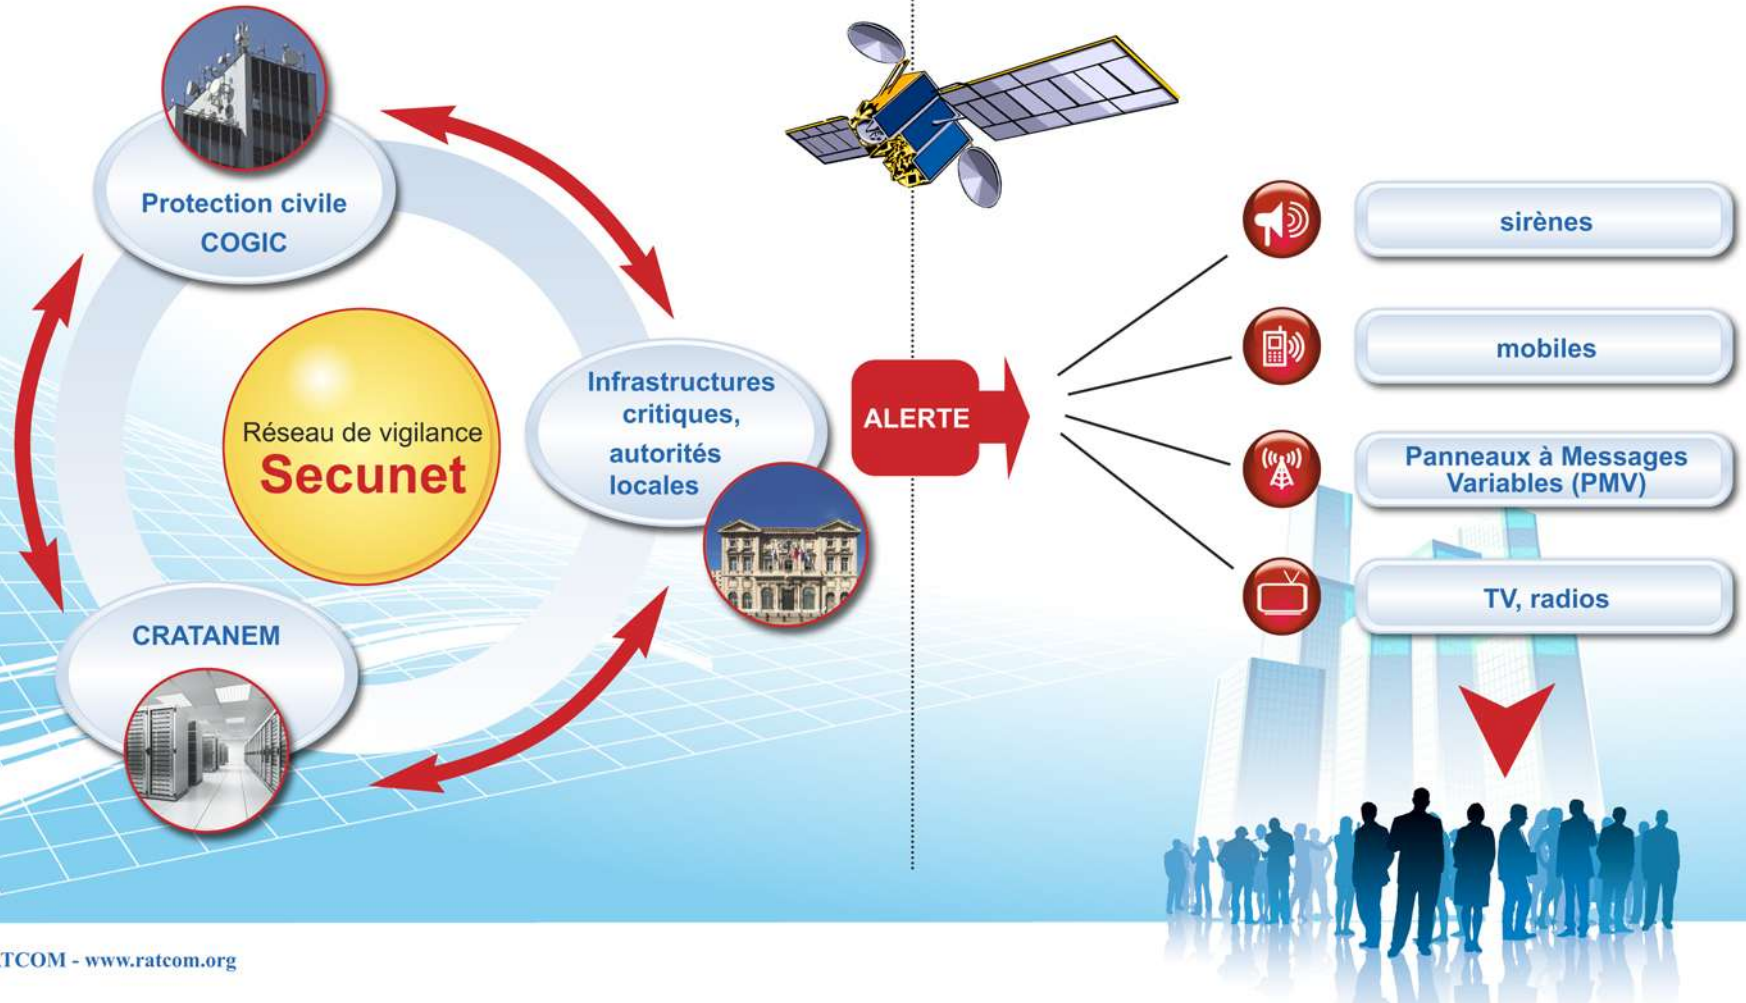 Protection civile
COGIC
Réseau de vigilance
Secunet
Infrastructures
critiques,
autorités
locales
CRATANEM
ALERTE
sirènes
mobiles
Panneaux à Messages
Variables (PMV)
TV, radios
TCOM - www.ratcom.org